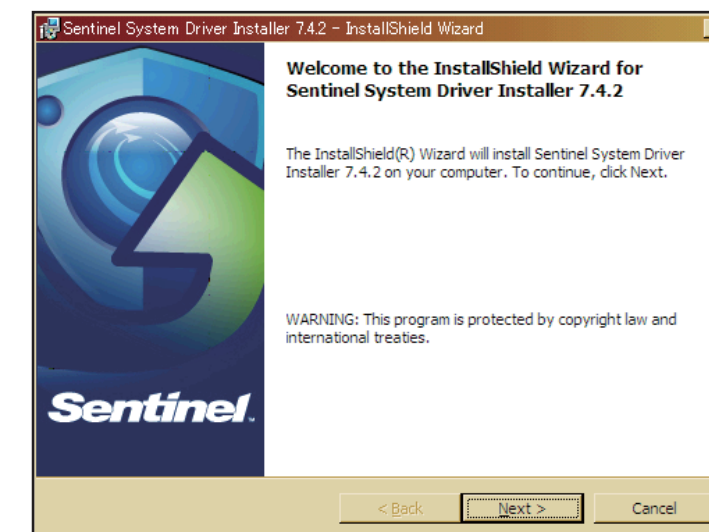 Sentinel System Driver Installer 7.4.2 - InstallShield Wizard
Welcome to the InstallShield Wizard for
Sentinel System Driver Installer 7.4.2
The InstallShield(R) Wizard will install Sentinel System Driver
Installer 7.4.2 on your computer. To continue, click Next.
WARNING: This program is protected by copyright law and
international treaties.
Sentinel™
< Back Next > Cancel